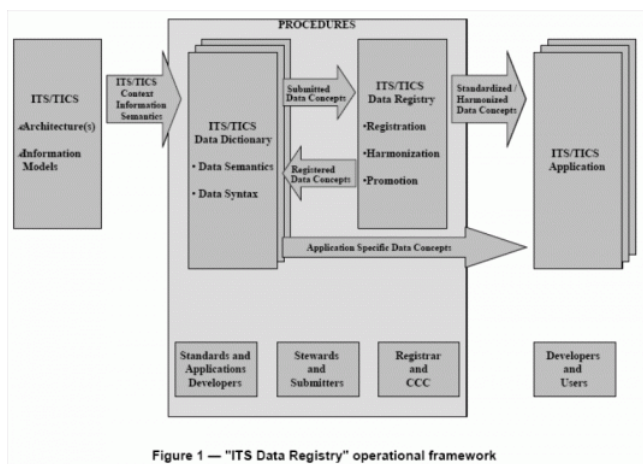 PROCEDURES
ITS/TICS
•Architecture(s)
•Information
Models
ITS/TICS
Context
Information
Semantics
ITS/TICS
Data Dictionary
• Data Semantics
• Data Syntax
Submitted
Data Concepts
Registered
Data Concepts
ITS/TICS
Data Registry
•Registration
•Harmonization
•Promotion
Standardized /
Harmonized
Data Concepts
ITS/TICS
Application
Application Specific Data Concepts
Standards and
Applications
Developers
Stewards
and
Submitters
Registrar
and
CCC
Developers
and
Users
Figure 1 — "ITS Data Registry" operational framework